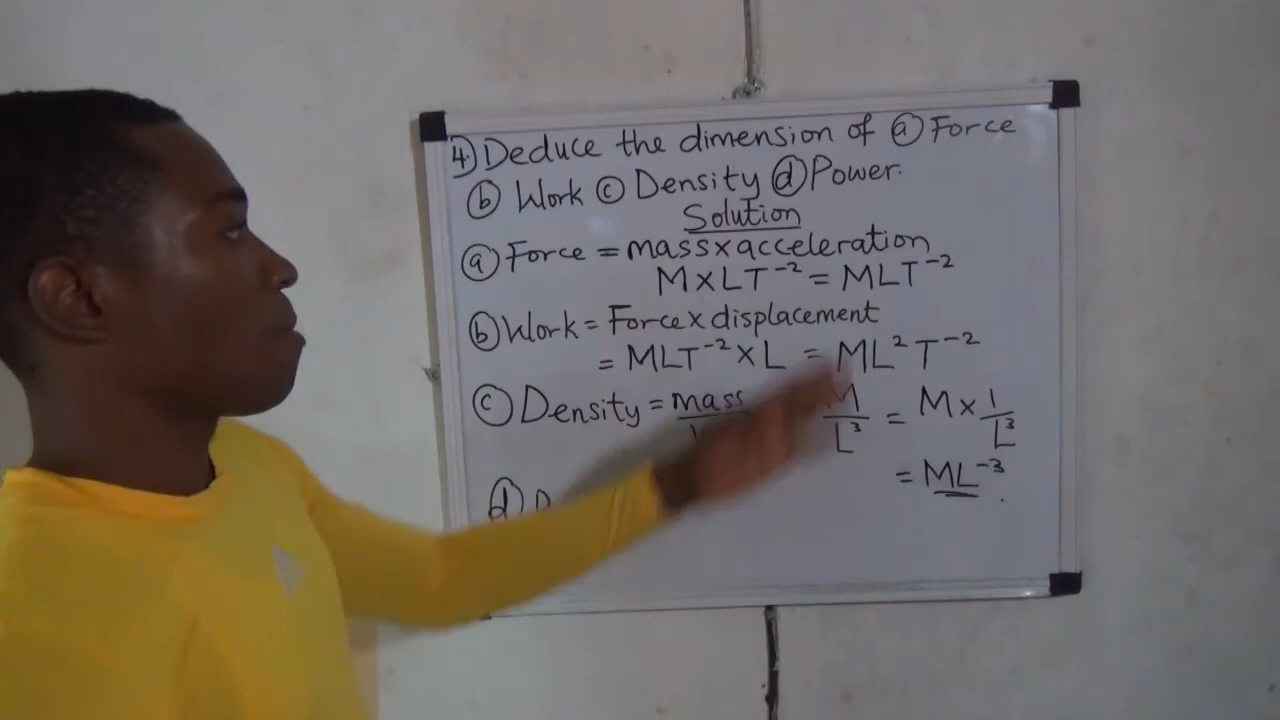 4. Deduce the dimension of (a) Force
(b) Work (c) Density (d) Power.
Solution
(a) Force = mass x acceleration
M x LT⁻² = MLT⁻²
(b) Work = Force x displacement
= MLT⁻² x L = ML²T⁻²
(c) Density = mass M/L³ = M x 1/L³
= ML⁻³.
(d)